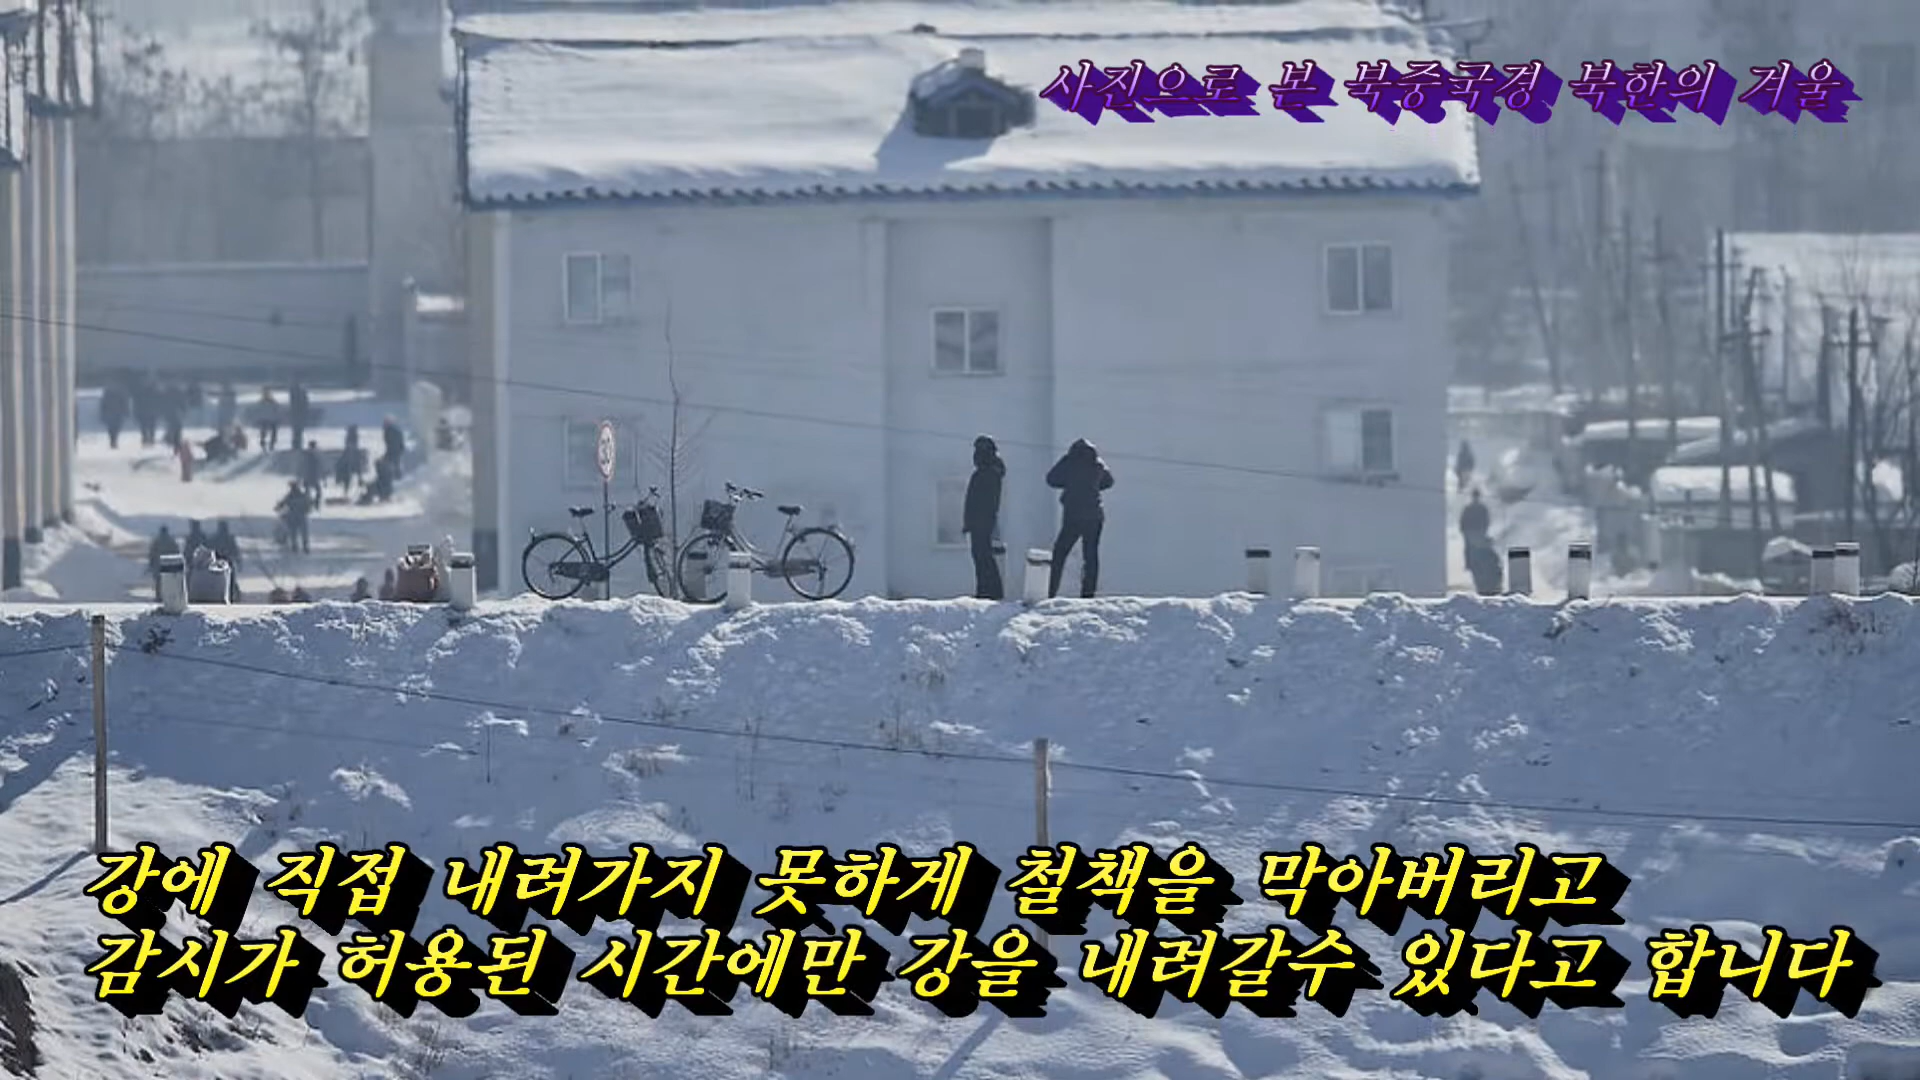 사진으로 본 북중국경 북한의 겨울
30
강에 직접 내려가지 못하게 철책을 막아버리고
감시가 허용된 시간에만 강을 내려갈수 있다고 합니다